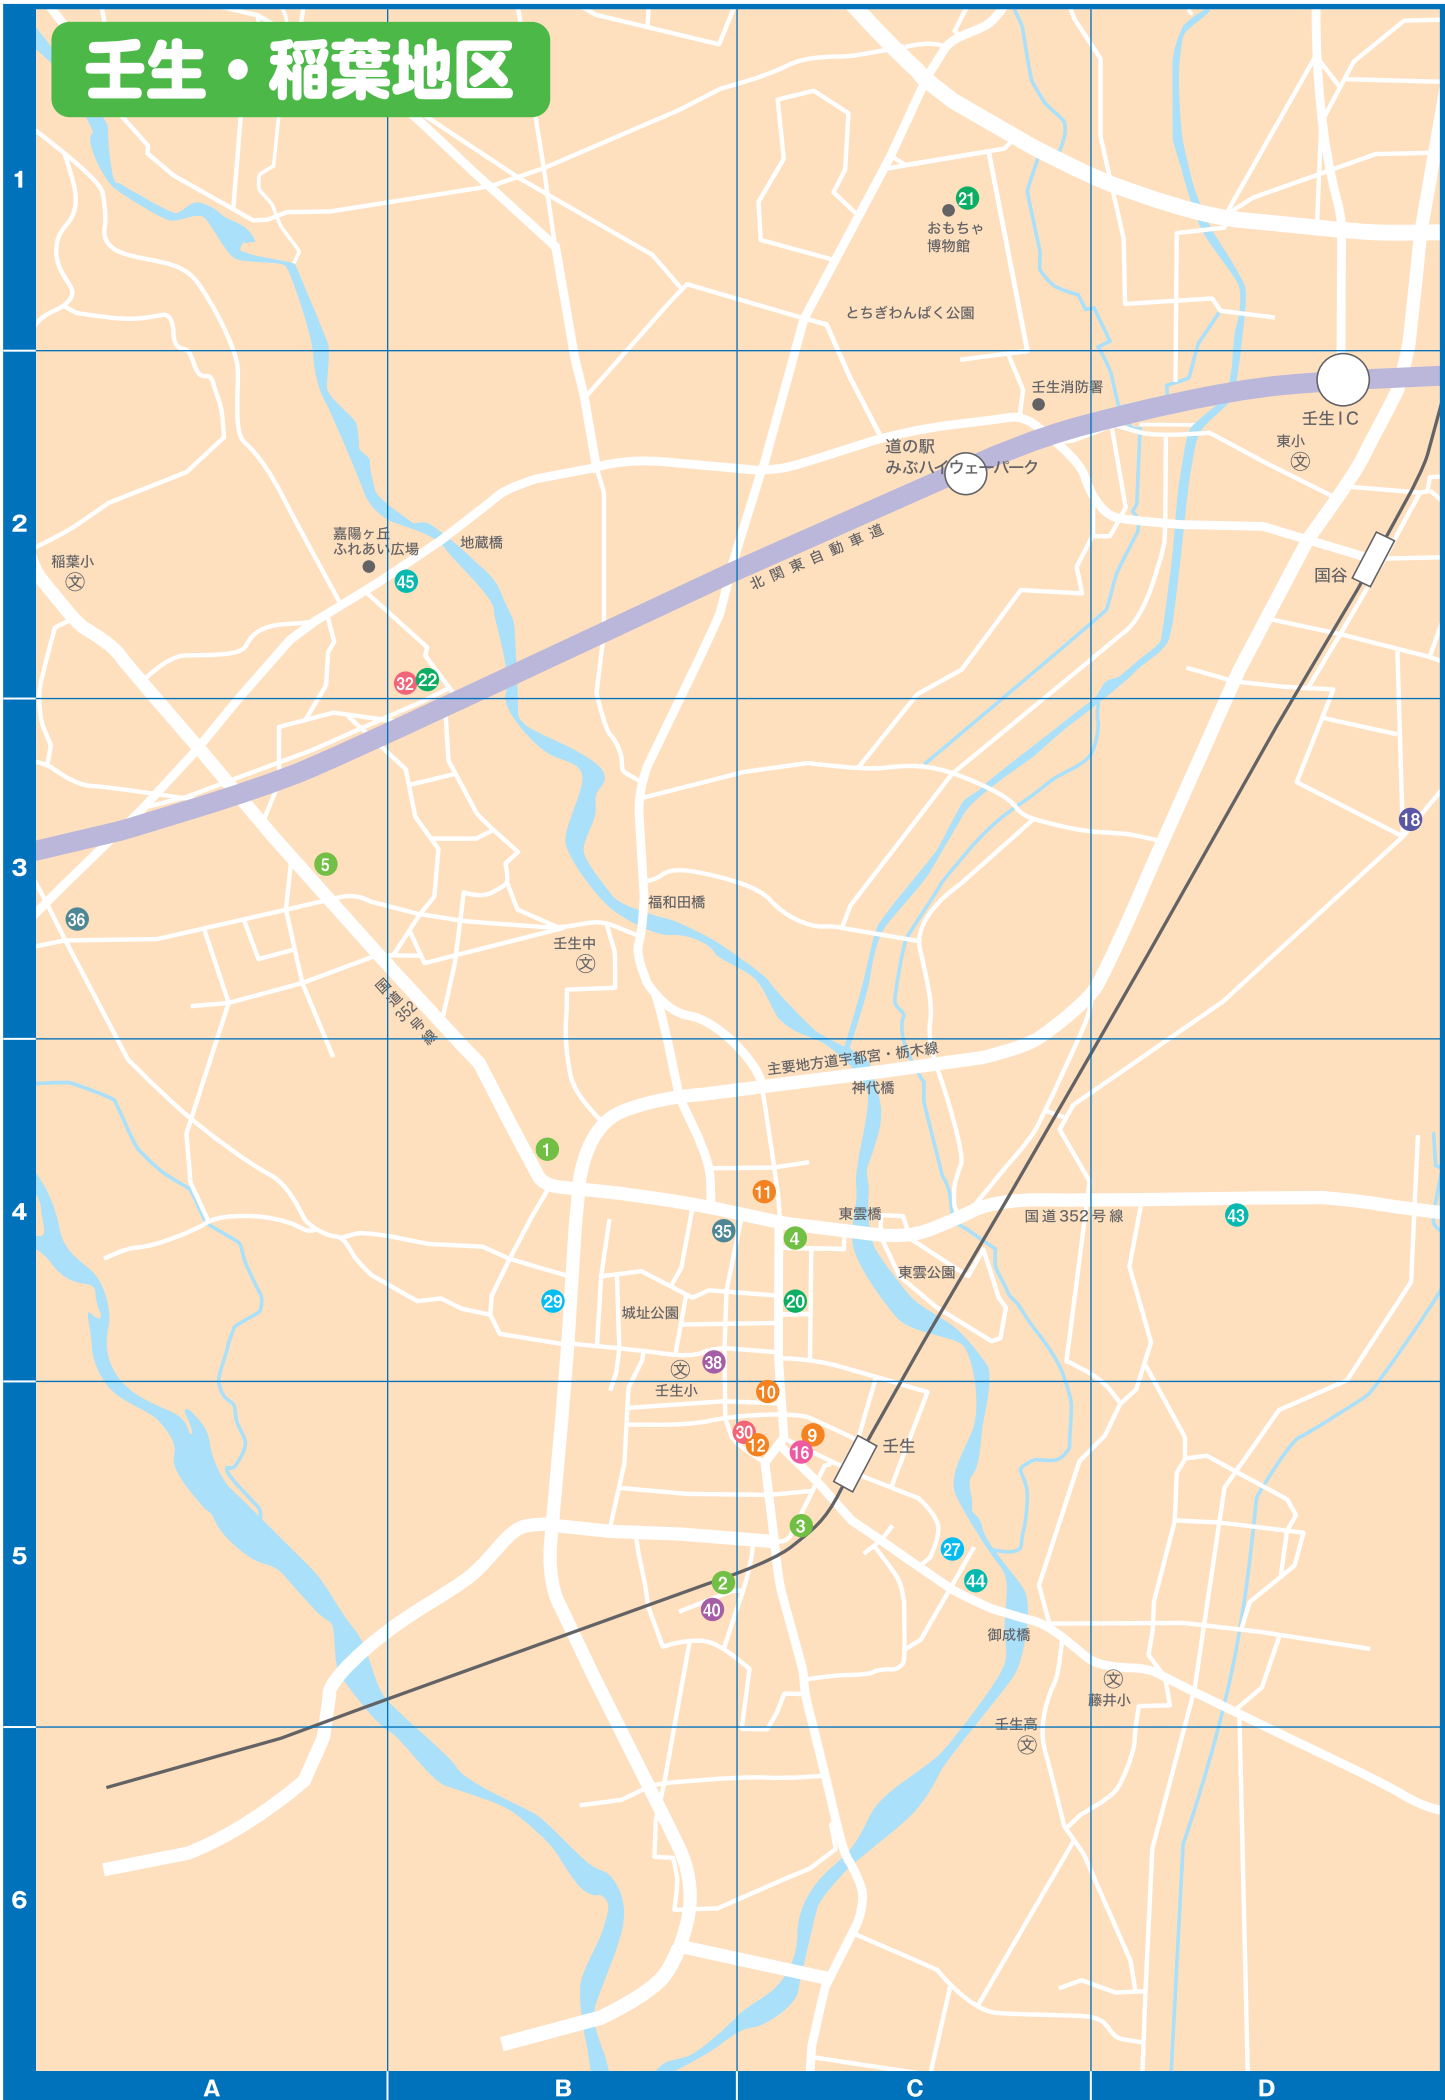 壬生・稲葉地区
1
21
おもちゃ
博物館
とちぎわんぱく公園
壬生消防署
壬生IC
東小
文
道の駅
みぶハイウェーパーク
2
嘉陽ヶ丘
ふれあい広場
地蔵橋
稲葉小
文
45
北関東自動車道
国谷
32
22
18
3
5
36
福和田橋
壬生中
文
国道352号線
主要地方道宇都宮・栃木線
神代橋
1
11
4
35
4
東雲橋
国道352号線
43
東雲公園
29
城址公園
20
文
38
壬生小
10
30
12
9
16
壬生
3
5
27
44
2
40
御成橋
文
藤井小
壬生高
文
6
A
B
C
D